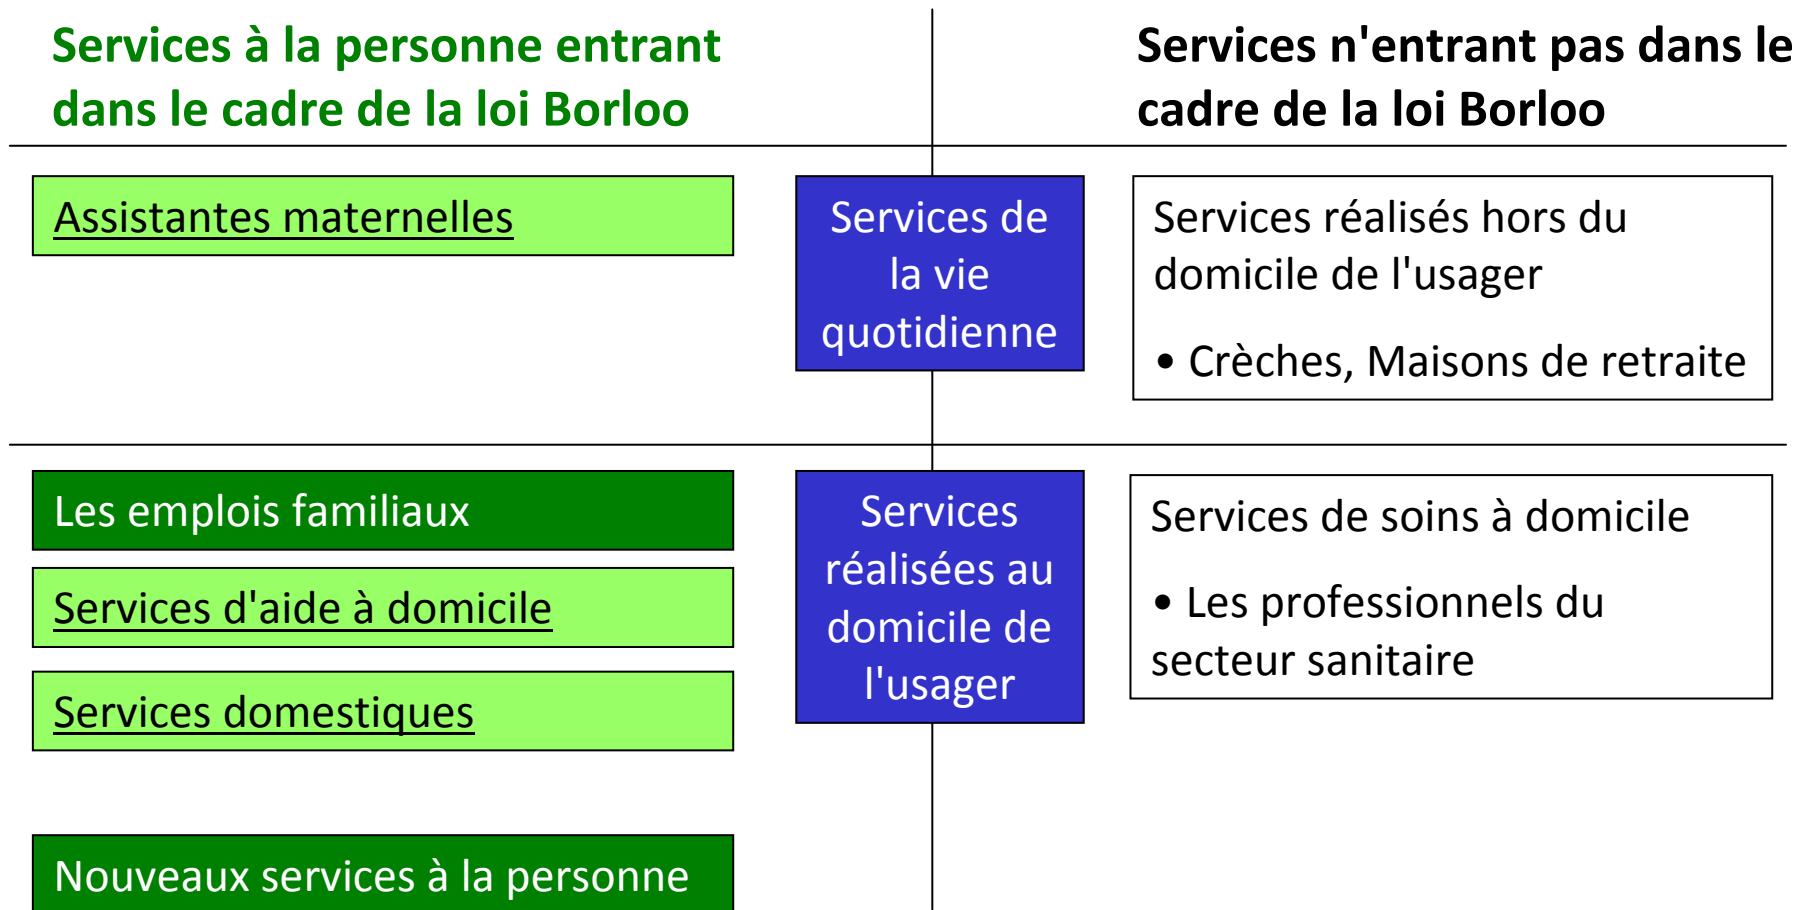 Services à la personne entrant
dans le cadre de la loi Borloo
Services n'entrant pas dans le
cadre de la loi Borloo
Assistantes maternelles
Services de
la vie
quotidienne
Services réalisés hors du
domicile de l'usager
• Crèches, Maisons de retraite
Les emplois familiaux
Services d'aide à domicile
Services domestiques
Nouveaux services à la personne
Services
réalisées au
domicile de
l'usager
Services de soins à domicile
• Les professionnels du
secteur sanitaire